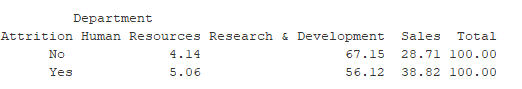 Department
Attrition Human Resources Research & Development Sales Total
No 4.14 67.15 28.71 100.00
Yes 5.06 56.12 38.82 100.00